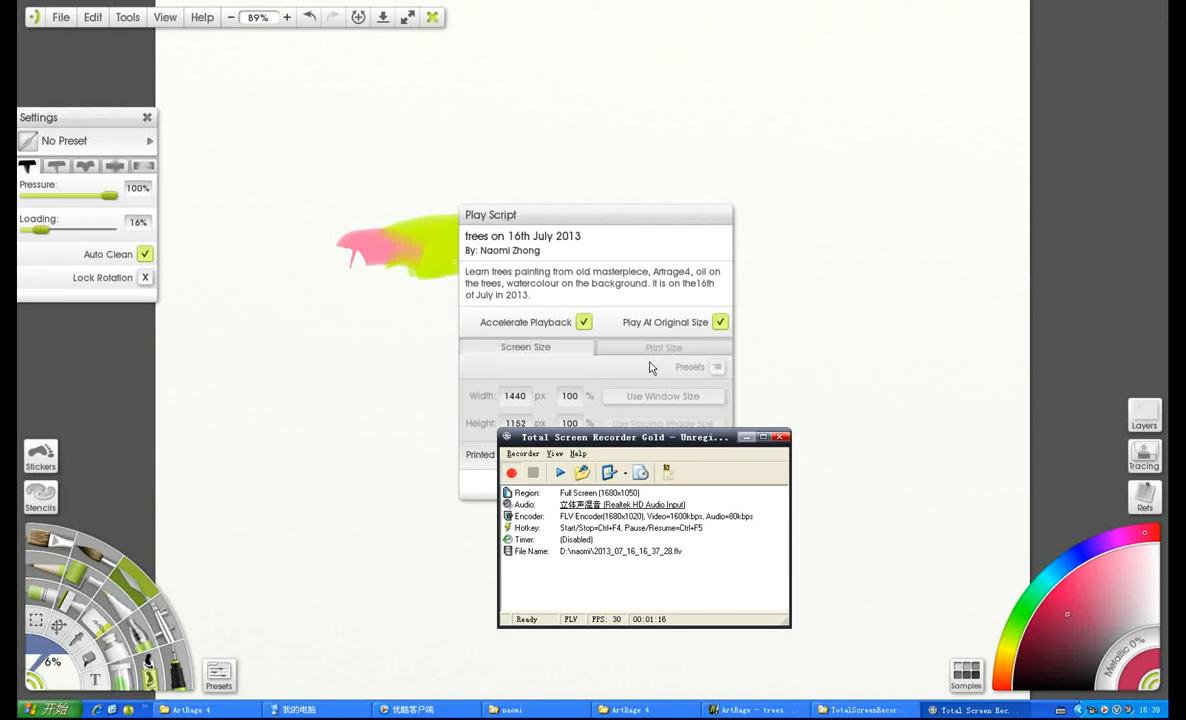 File Edit Tools View Help 89%
Settings
No Preset
Pressure: 100%
Loading: 16%
Auto Clean
Lock Rotation X
Play Script
trees on 16th July 2013
By: Naomi Zhong
Learn trees painting from old masterpiece, Artrage4, oil on
the trees, watercolour on the background. It is on the16th
of July in 2013.
Accelerate Playback Play At Original Size
Screen Size Print Size
Presets
Width: 1440 px 100 % Use Window Size
Height: 1152 px 100 % Use Tracing Image Size
Printed
Total Screen Recorder Gold - Unregi...
Recorder View Help
Region: Full Screen (1680x1050)
Audio: 立体声混音 (Realtek HD Audio Input)
Encoder: FLV Encoder(1680x1020), Video=1600kbps, Audio=80kbps
Hotkey: Start/Stop=Ctrl+F4, Pause/Resume=Ctrl+F5
Timer: (Disabled)
File Name: D:\naomi\2013_07_16_16_37_28.flv
Ready FLV FPS: 30 00:01:16
Stickers
Stencils
6%
T
Presets
Layers
Tracing
Refs
Metallic 0%
Samples
开始 ArtRage 4 我的电脑 优酷客户端 naomi ArtRage 4 ArtRage - trees ... TotalScreenRecor... Total Screen Rec... 16:39